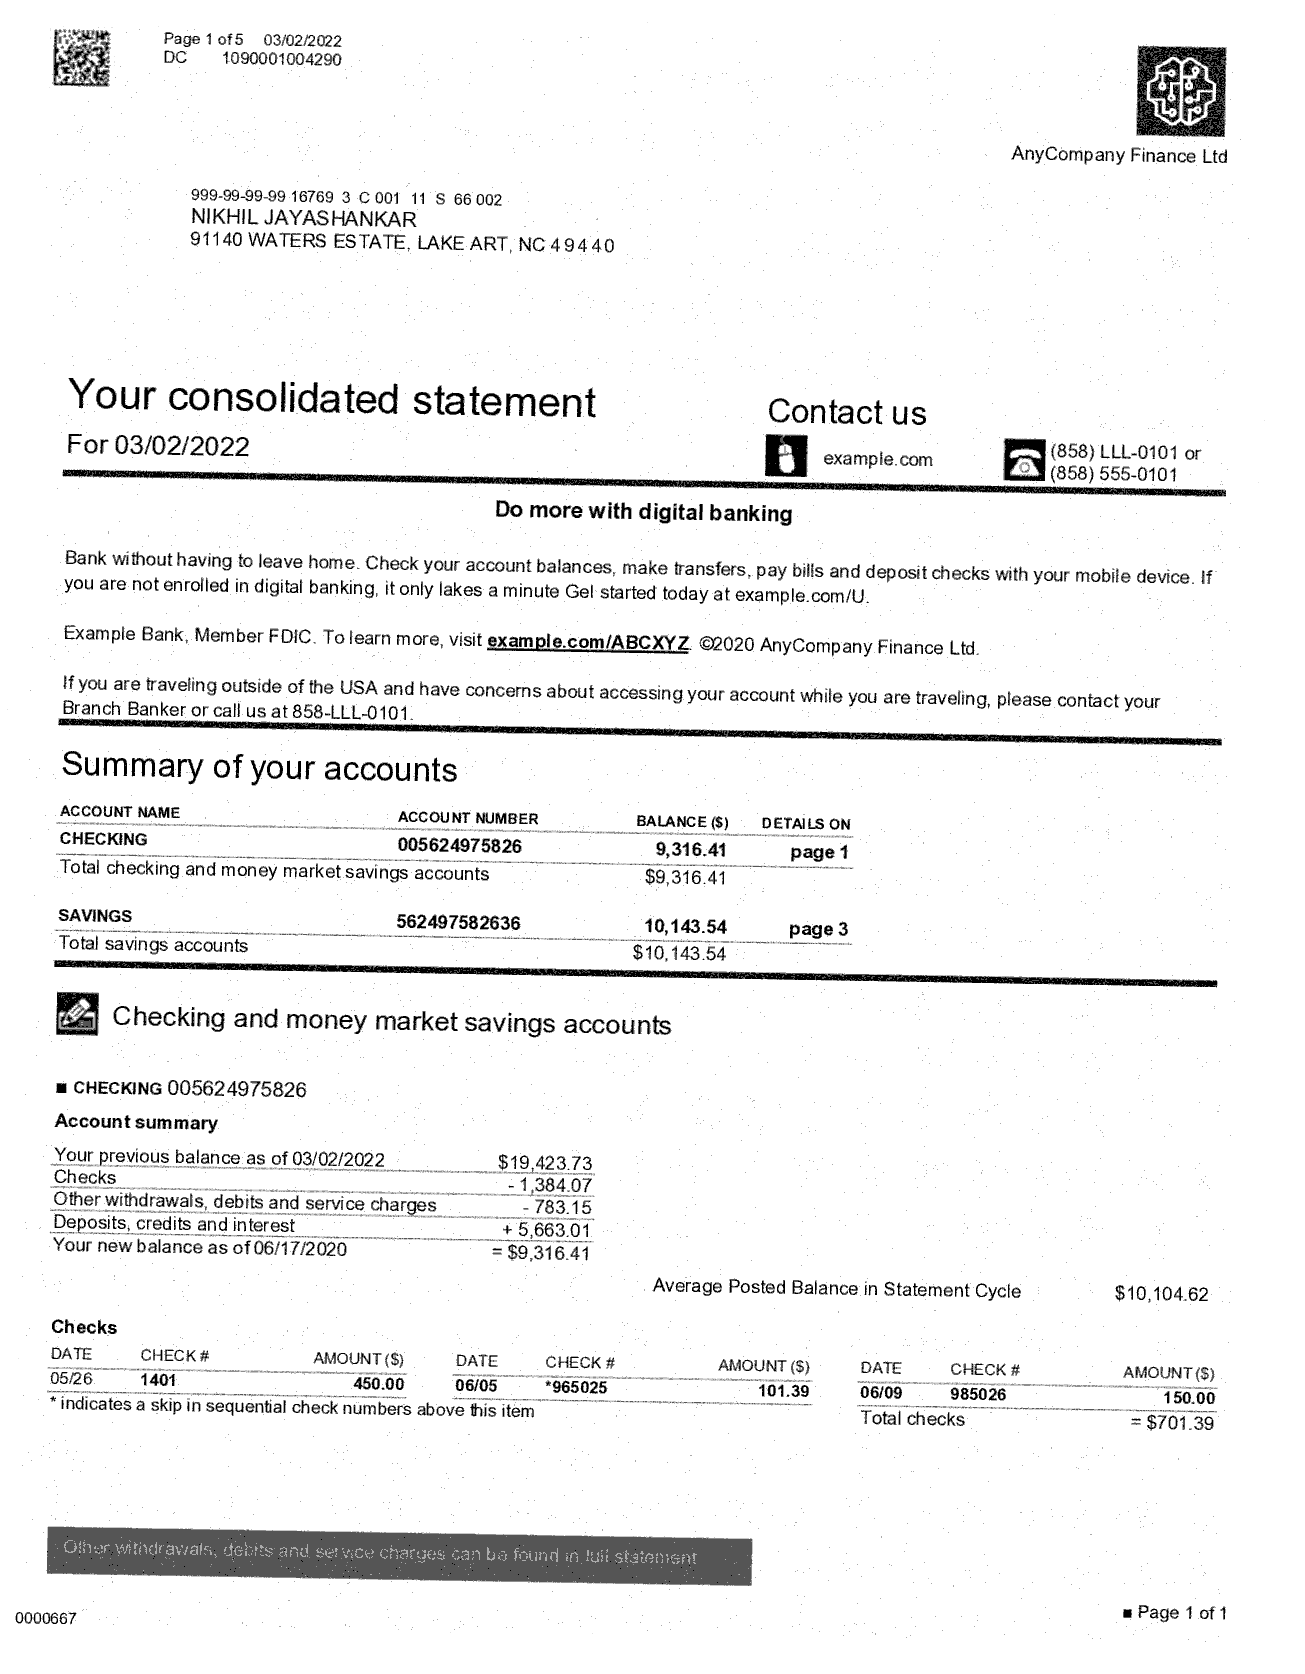 Page 1 of 5 03/02/2022
DC 1090001004290
AnyCompany Finance Ltd
999-99-99-99 16769 3 C 001 11 S 66 002
NIKHIL JAYASHANKAR
91140 WATERS ESTATE, LAKE ART, NC 49440
Your consolidated statement
For 03/02/2022
Contact us
example.com
(858) LLL-0101 or
(858) 555-0101
Do more with digital banking
Bank without having to leave home. Check your account balances, make transfers, pay bills and deposit checks with your mobile device. If
you are not enrolled in digital banking, it only lakes a minute Gel started today at example.com/U.
Example Bank, Member FDIC. To learn more, visit example.com/ABCXYZ. ©2020 AnyCompany Finance Ltd.
If you are traveling outside of the USA and have concerns about accessing your account while you are traveling, please contact your
Branch Banker or call us at 858-LLL-0101.
Summary of your accounts
ACCOUNT NAME ACCOUNT NUMBER BALANCE ($) DETAILS ON
CHECKING 005624975826 9,316.41 page 1
Total checking and money market savings accounts $9,316.41
SAVINGS 562497582636 10,143.54 page 3
Total savings accounts $10,143.54
Checking and money market savings accounts
■ CHECKING 005624975826
Account summary
Your previous balance as of 03/02/2022 $19,423.73
Checks - 1,384.07
Other withdrawals, debits and service charges - 783.15
Deposits, credits and interest + 5,663.01
Your new balance as of 06/17/2020 = $9,316.41
Average Posted Balance in Statement Cycle $10,104.62
Checks
DATE CHECK # AMOUNT ($) DATE CHECK # AMOUNT ($) DATE CHECK # AMOUNT ($)
05/26 1401 450.00 06/05 *965025 101.39 06/09 985026 150.00
* indicates a skip in sequential check numbers above this item Total checks = $701.39
Other withdrawals, debits and service charges can be found in full statement
0000667 ■ Page 1 of 1